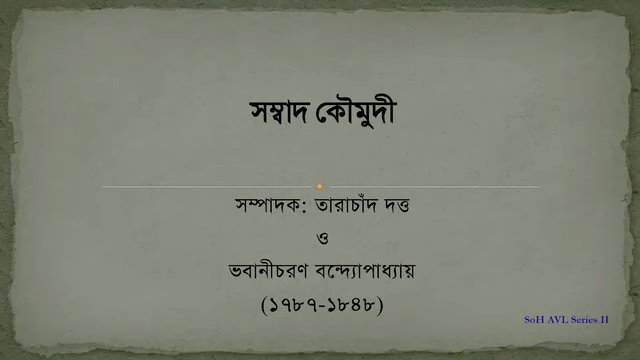 সম্বাদ কৌমুদী
সম্পাদক: তারাচাঁদ দত্ত
ও
ভবানীচরণ বন্দ্যোপাধ্যায়
(১৭৮৭-১৮৪৮)
SoH AVL Series II